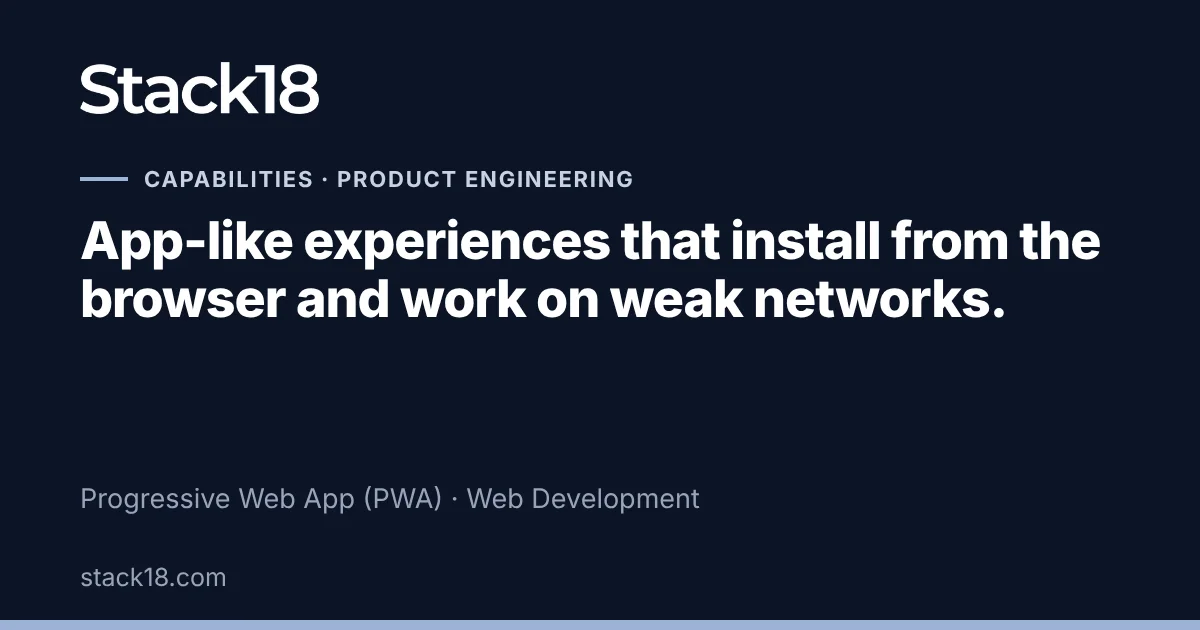 Stack18
CAPABILITIES · PRODUCT ENGINEERING
App-like experiences that install from the
browser and work on weak networks.
Progressive Web App (PWA) · Web Development
stack18.com